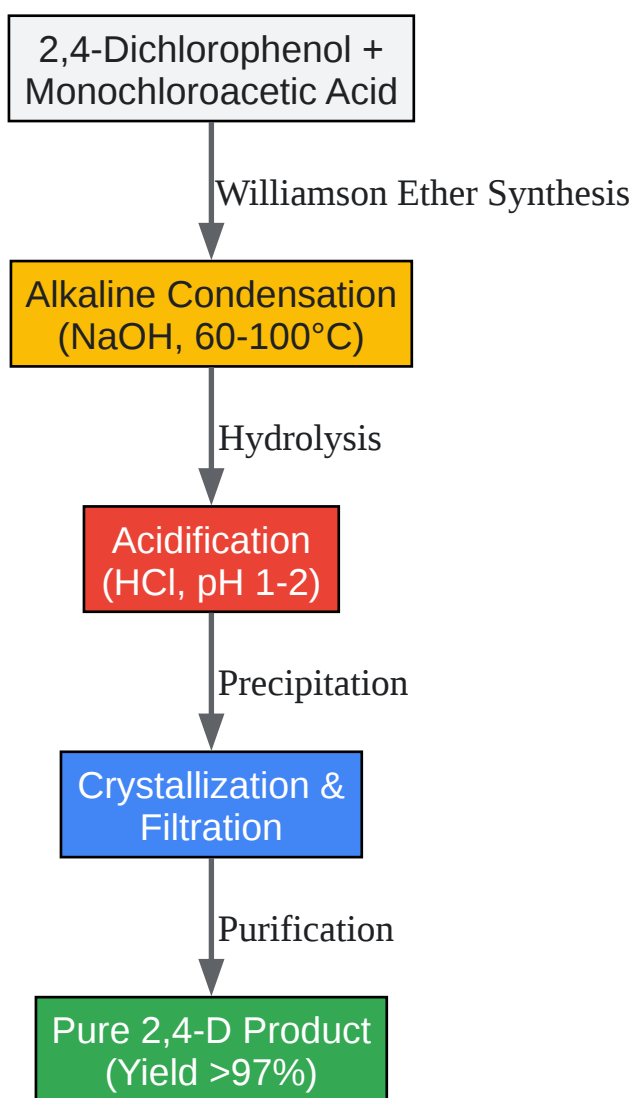 2,4-Dichlorophenol +
Monochloroacetic Acid
Williamson Ether Synthesis
Alkaline Condensation
(NaOH, 60-100°C)
Hydrolysis
Acidification
(HCl, pH 1-2)
Precipitation
Crystallization &
Filtration
Purification
Pure 2,4-D Product
(Yield >97%)